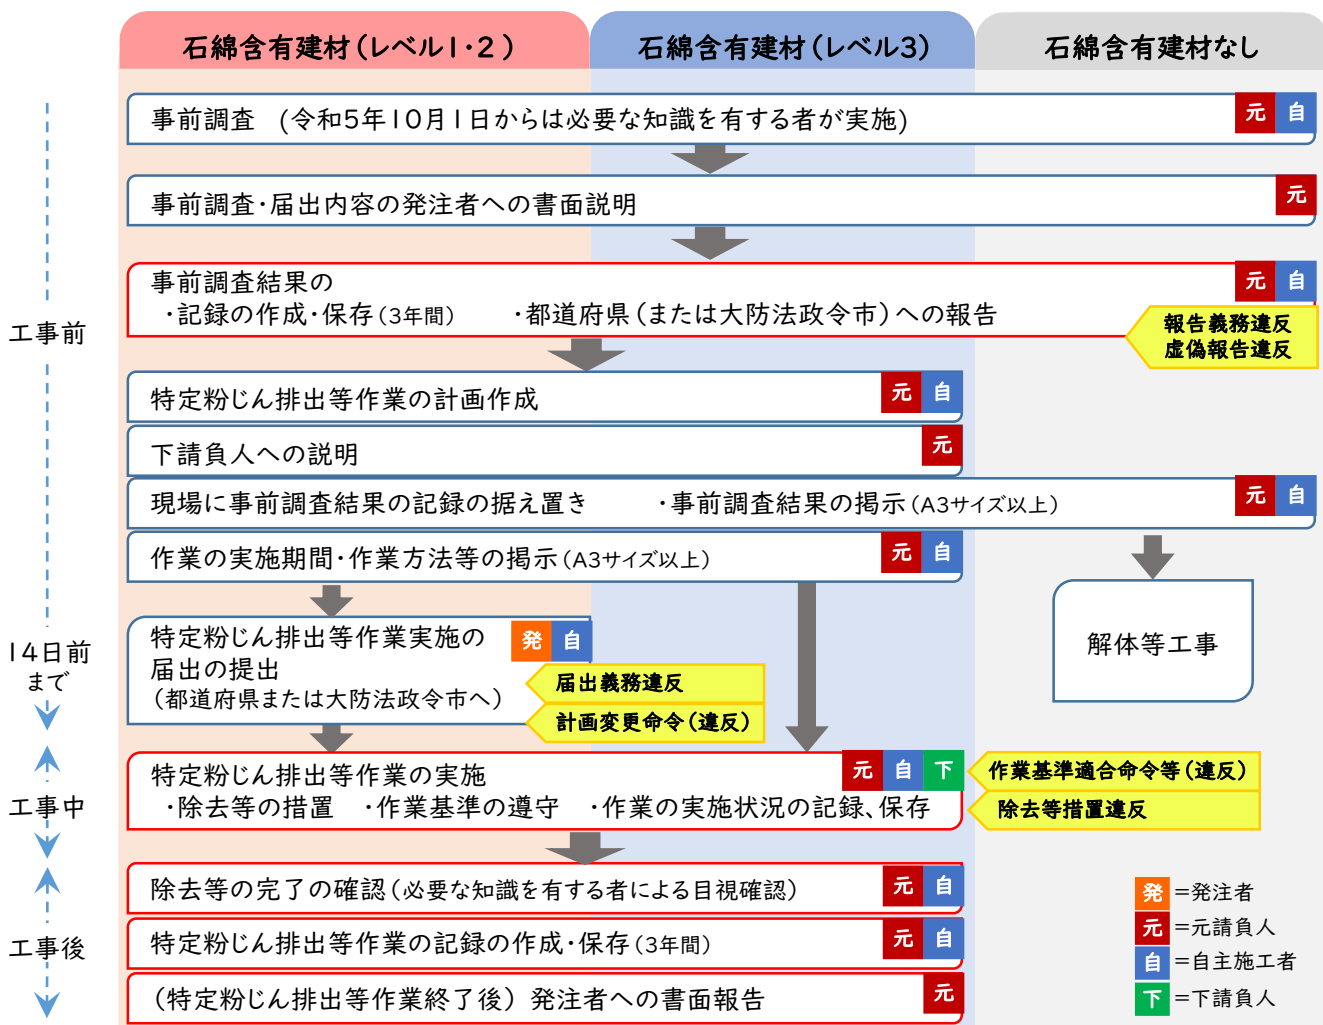 石綿含有建材(レベル1・2)
石綿含有建材(レベル3)
石綿含有建材なし
事前調査 (令和5年10月1日からは必要な知識を有する者が実施)
元 自
事前調査・届出内容の発注者への書面説明
元
事前調査結果の
・記録の作成・保存(3年間) ・都道府県(または大防法政令市)への報告
元 自
報告義務違反
虚偽報告違反
工事前
特定粉じん排出等作業の計画作成
元 自
下請負人への説明
元
現場に事前調査結果の記録の据え置き ・事前調査結果の掲示(A3サイズ以上)
元 自
作業の実施期間・作業方法等の掲示(A3サイズ以上)
元 自
14日前
まで
特定粉じん排出等作業実施の
届出の提出
(都道府県または大防法政令市へ)
発 自
届出義務違反
計画変更命令(違反)
解体等工事
工事中
特定粉じん排出等作業の実施
・除去等の措置 ・作業基準の遵守 ・作業の実施状況の記録、保存
元 自 下
作業基準適合命令等(違反)
除去等措置違反
工事後
除去等の完了の確認(必要な知識を有する者による目視確認)
元 自
特定粉じん排出等作業の記録の作成・保存(3年間)
元 自
(特定粉じん排出等作業終了後) 発注者への書面報告
元
発=発注者
元=元請負人
自=自主施工者
下=下請負人